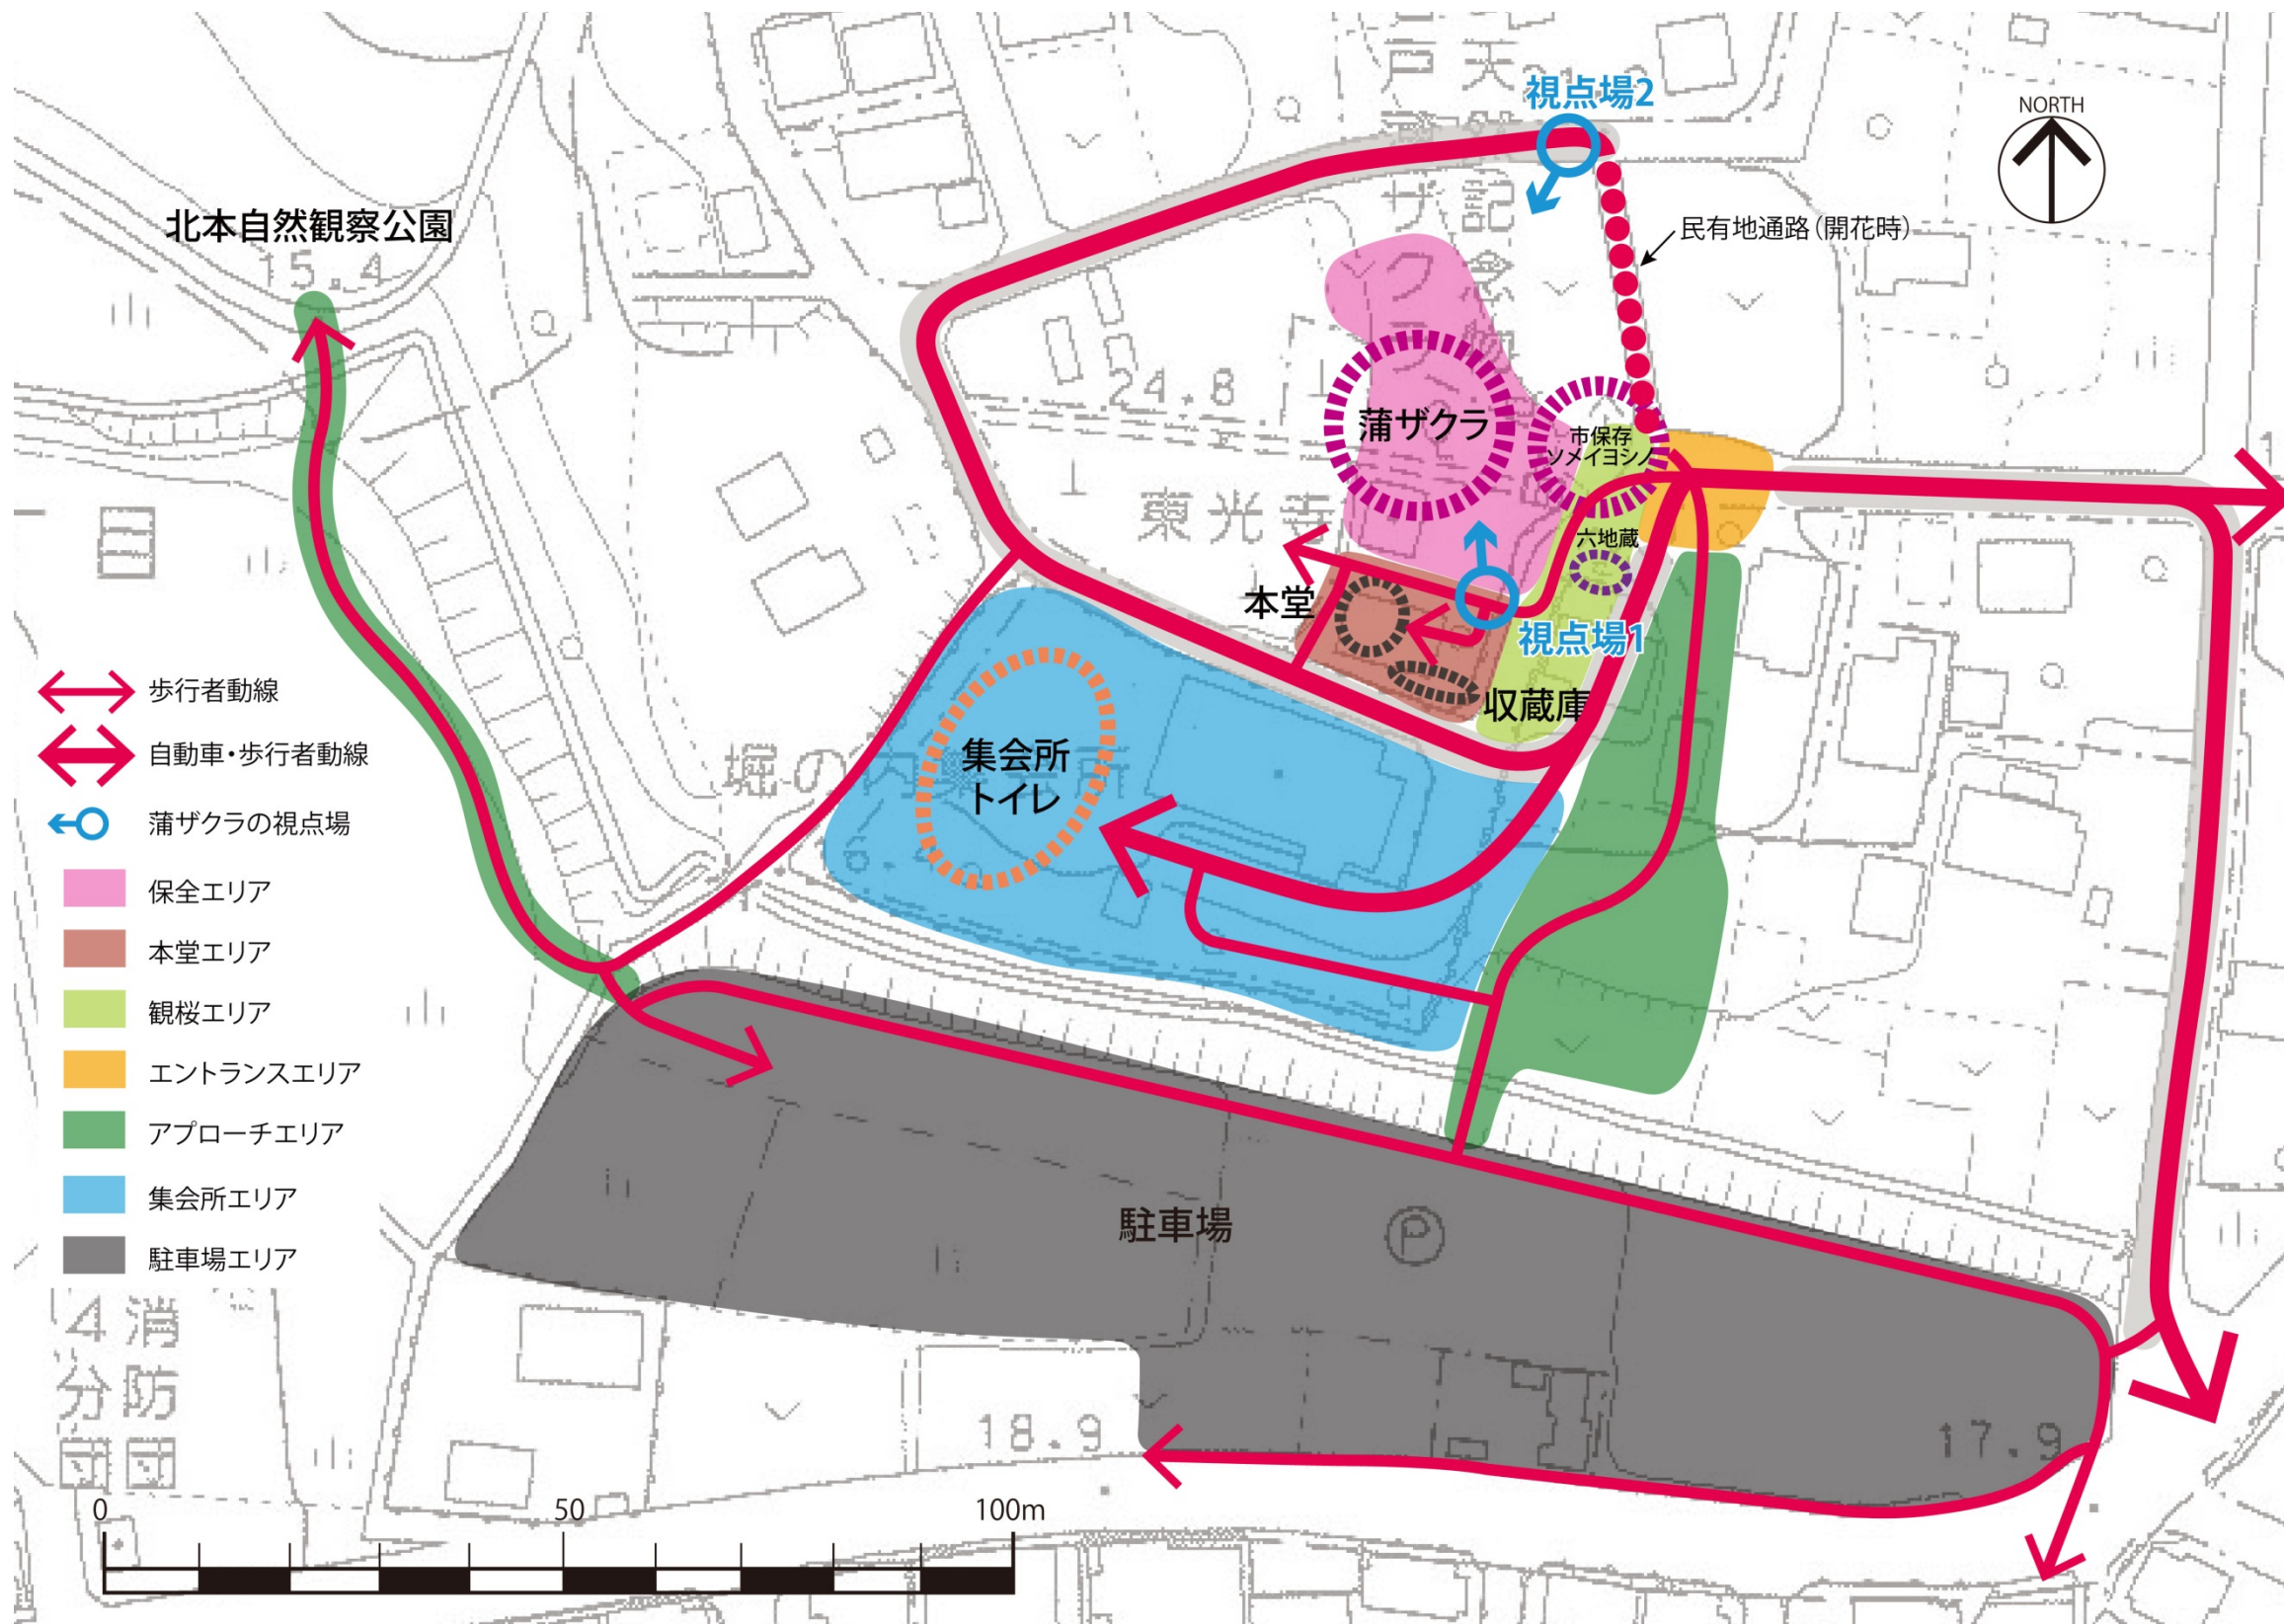 視点場2
NORTH
民有地通路（開花時）
北本自然観察公園
15.4
24.8
蒲ザクラ
市保存
ソメイヨシノ
東光寺
六地蔵
本堂
視点場1
収蔵庫
集会所
トイレ
歩行者動線
自動車・歩行者動線
蒲ザクラの視点場
保全エリア
本堂エリア
観桜エリア
エントランスエリア
アプローチエリア
集会所エリア
駐車場エリア
駐車場
P
消防
4分団
18.9
17.9
0 50 100m